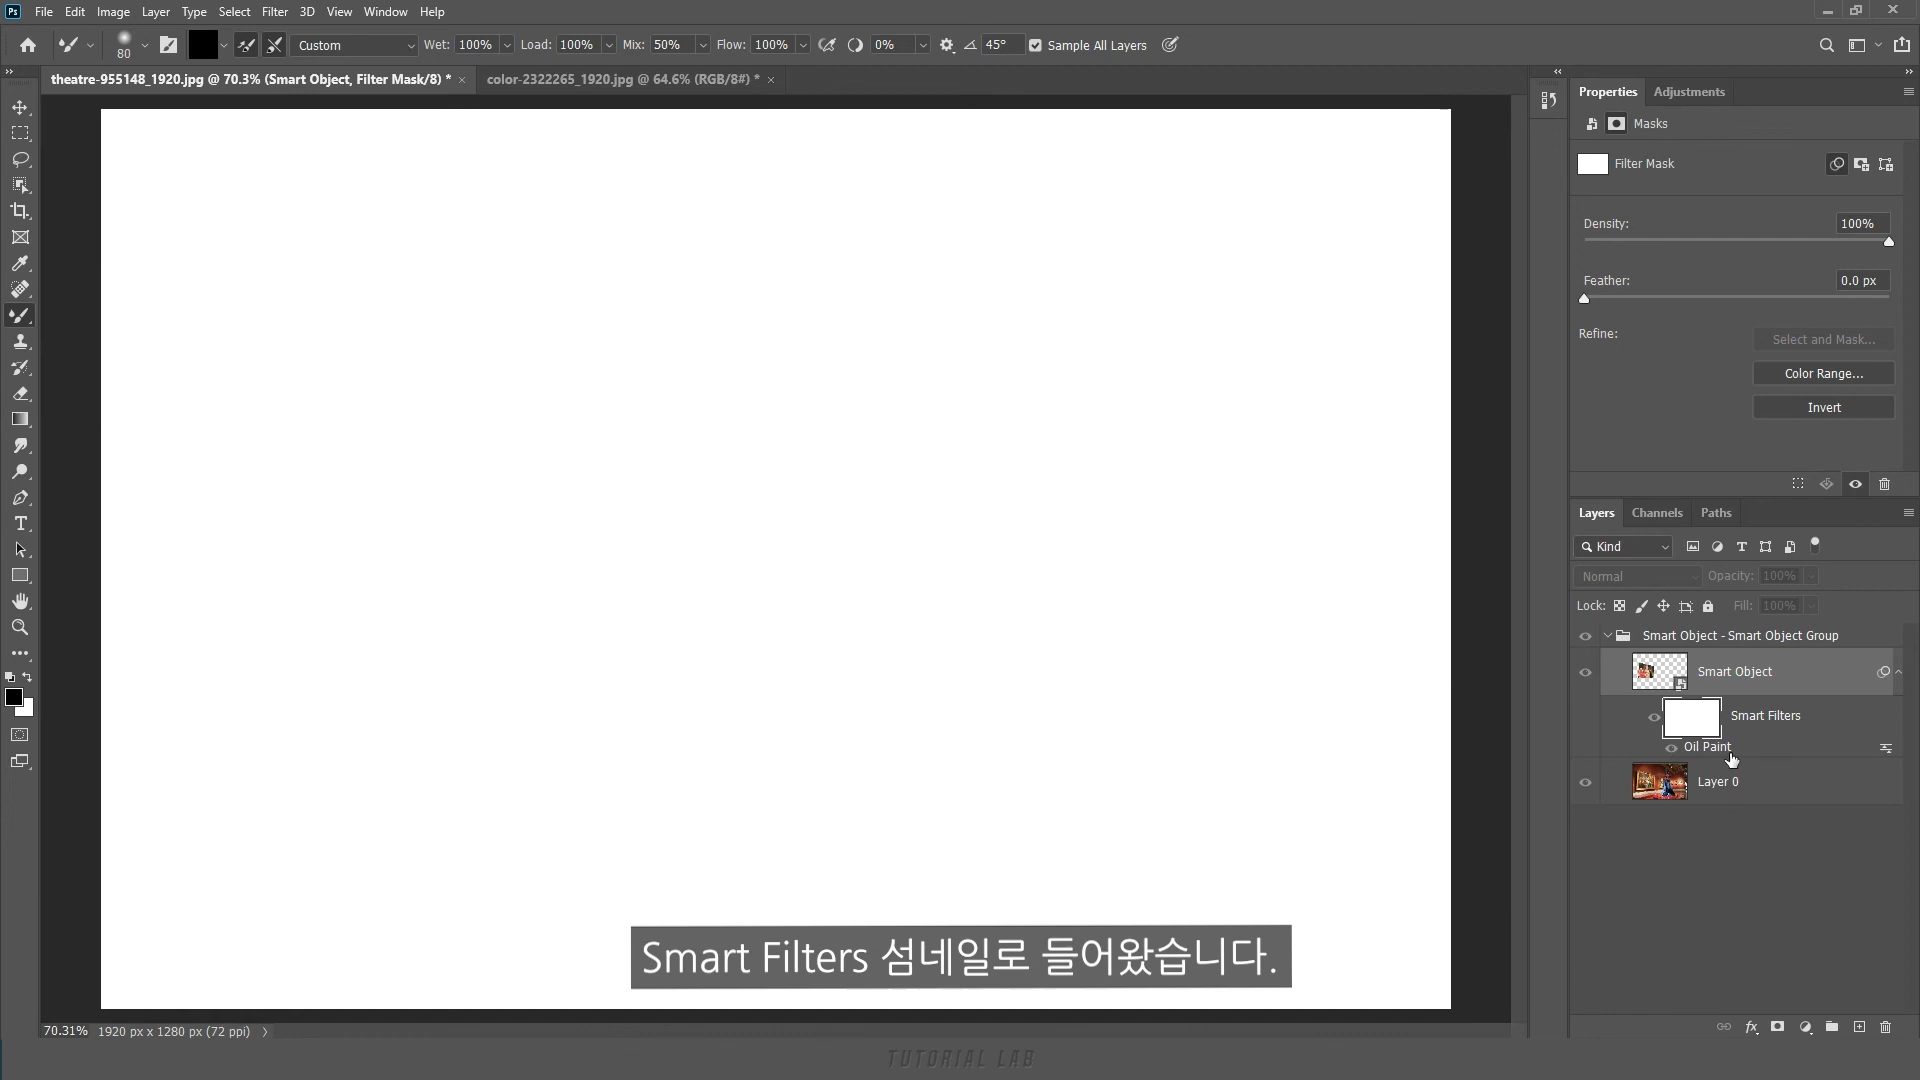 Ps File Edit Image Layer Type Select Filter 3D View Window Help
80 Custom Wet: 100% Load: 100% Mix: 50% Flow: 100% 0% 45° Sample All Layers
theatre-955148_1920.jpg @ 70.3% (Smart Object, Filter Mask/8) * × color-2322265_1920.jpg @ 64.6% (RGB/8#) * ×
Properties Adjustments
Masks
Filter Mask
Density: 100%
Feather: 0.0 px
Refine: Select and Mask...
Color Range...
Invert
Layers Channels Paths
Kind
Normal Opacity: 100%
Lock: Fill: 100%
Smart Object - Smart Object Group
Smart Object
Smart Filters
Oil Paint
Layer 0
Smart Filters 섬네일로 들어왔습니다.
70.31% 1920 px x 1280 px (72 ppi)
TUTORIAL LAB